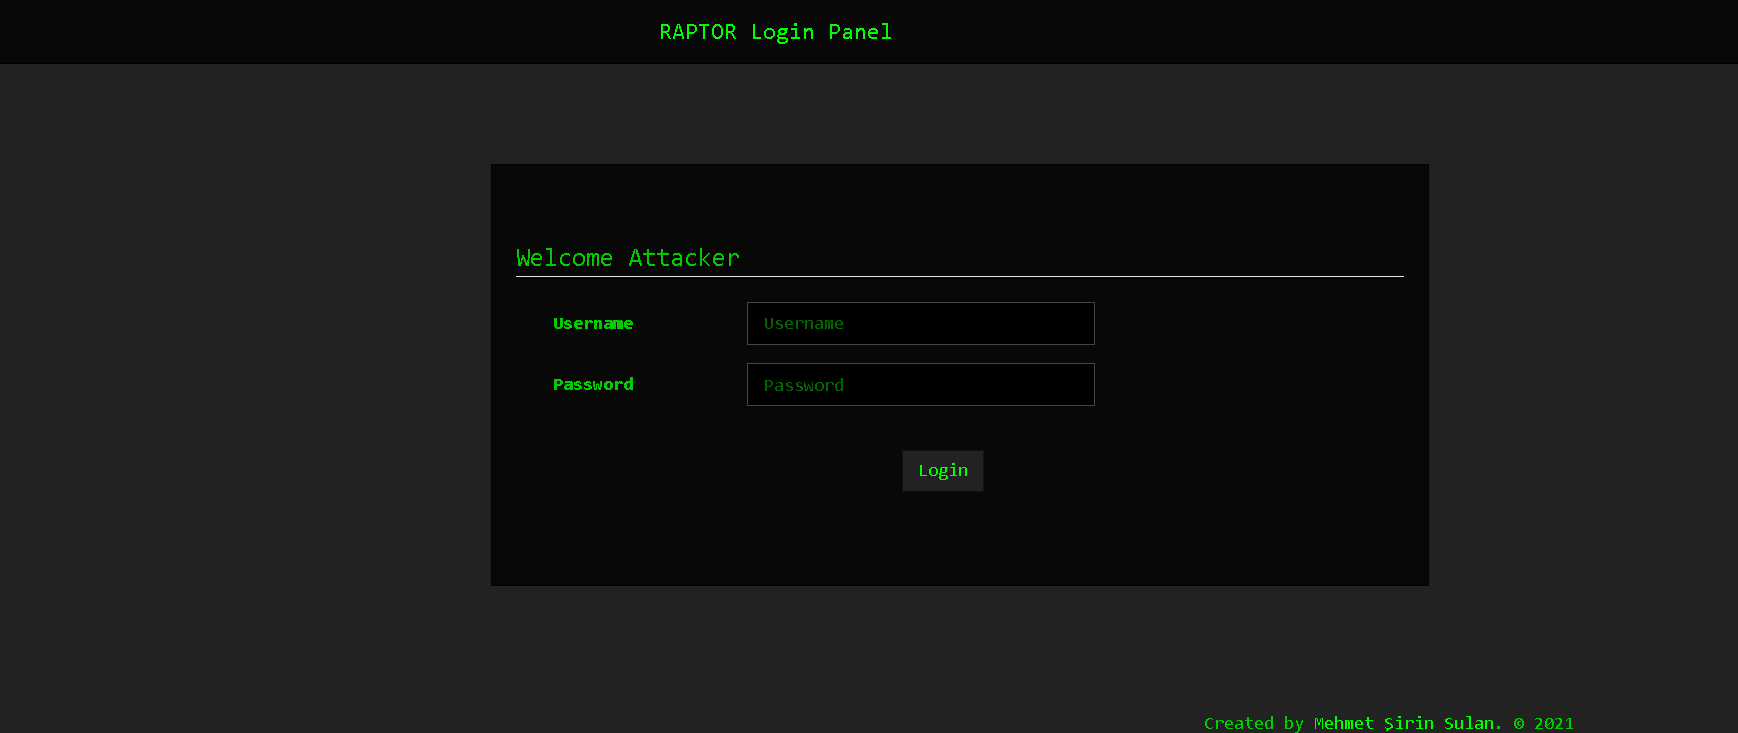 RAPTOR Login Panel
Welcome Attacker
Username Username
Password Password
Login
Created by Mehmet Şirin Sulan. © 2021